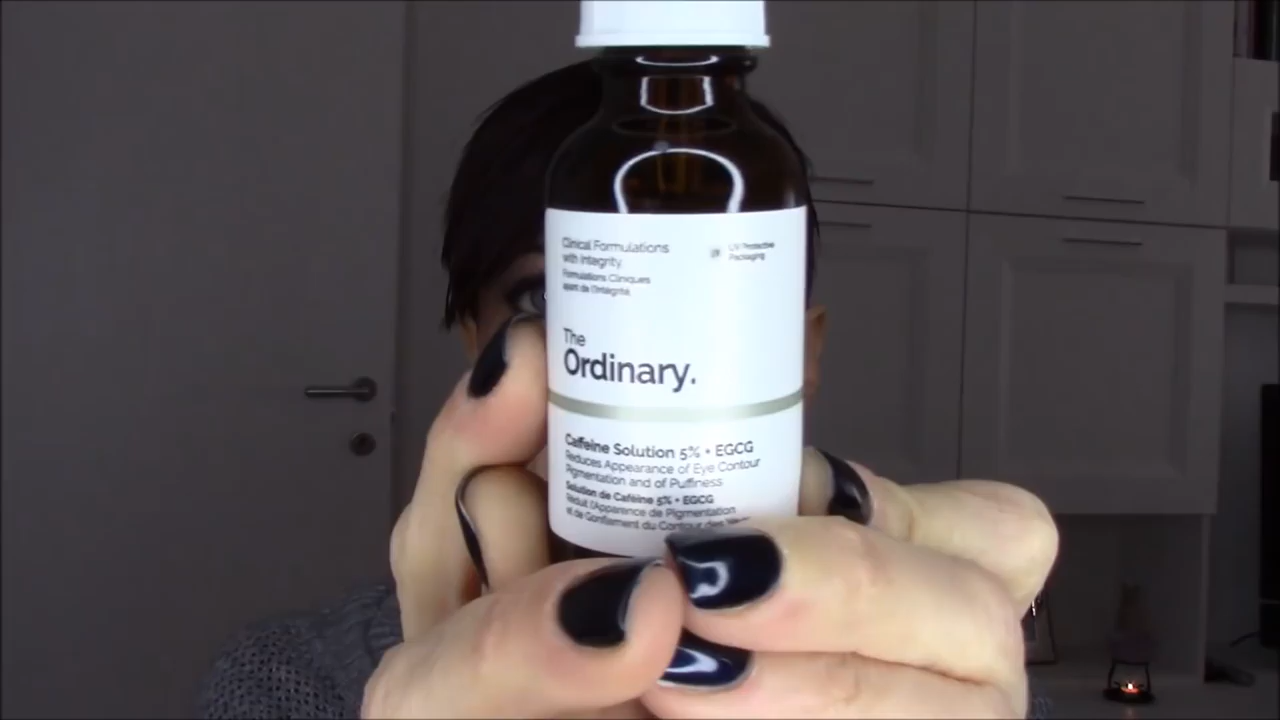 Clinical Formulations
with Integrity.
Formulations Cliniques
ayant de l'Intégrité.
UV
UV Protective
Packaging
The
Ordinary.
Caffeine Solution 5% + EGCG
Reduces Appearance of Eye Contour
Pigmentation and of Puffiness
Solution de Caféine 5% + EGCG
Réduit l'Apparence de Pigmentation
et de Gonflement du Contour des Yeux